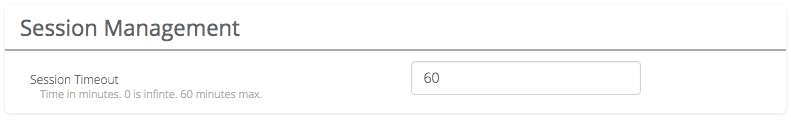 Session Management
Session Timeout
60
Time in minutes. 0 is infinte. 60 minutes max.